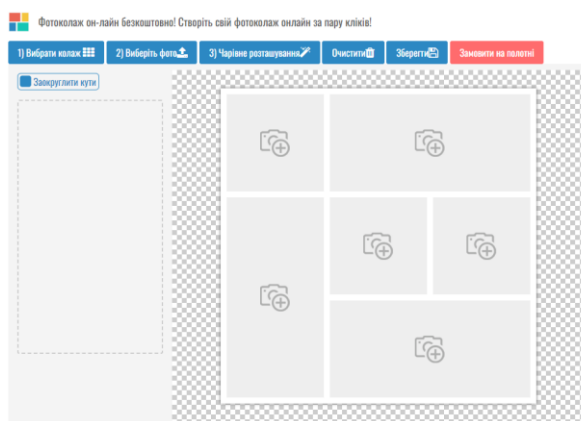 Фотоколаж он-лайн безкоштовно! Створіть свій фотоколаж онлайн за пару кліків!
1) Вибрати колаж 2) Виберіть фото 3) Чарівне розташування Очистити Зберегти Замовити на полотні
Заокруглити кути